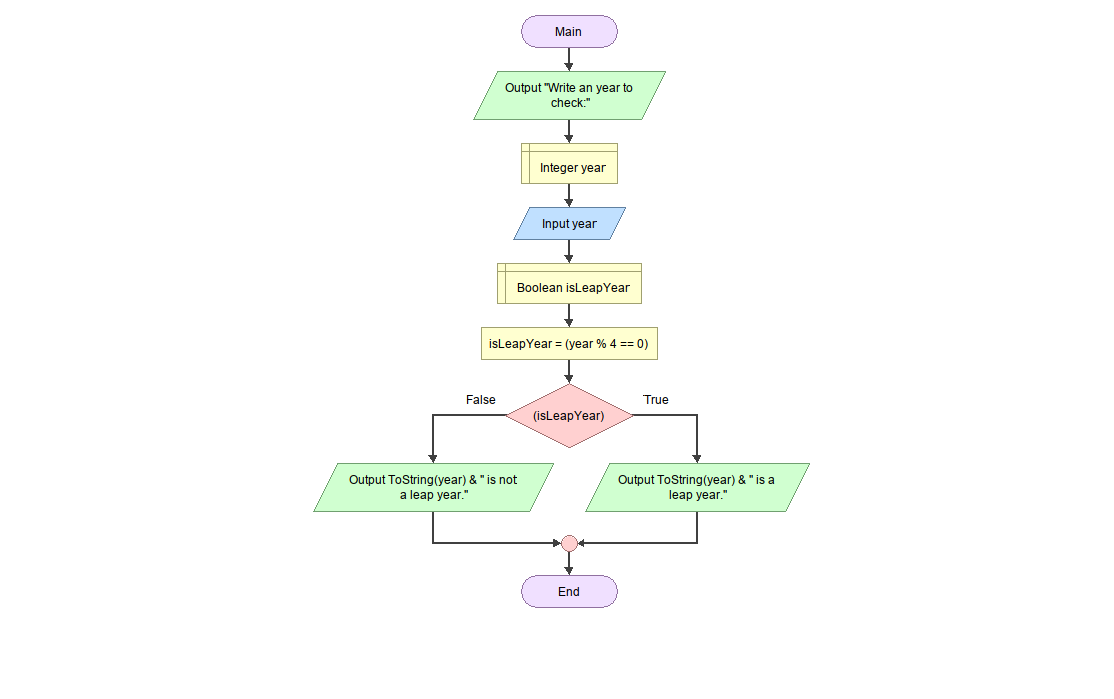 Main
Output "Write an year to
check:"
Integer year
Input year
Boolean isLeapYear
isLeapYear = (year % 4 == 0)
False
True
(isLeapYear)
Output ToString(year) & " is not
a leap year."
Output ToString(year) & " is a
leap year."
End